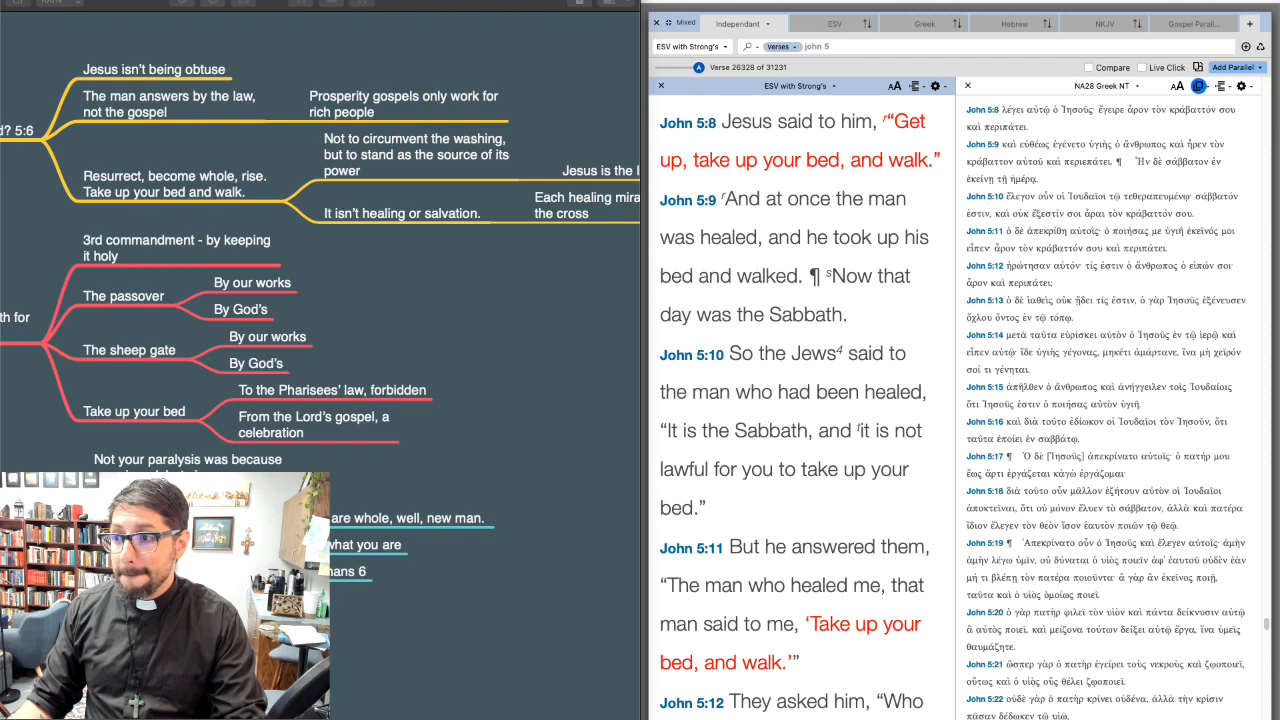 Jesus isn't being obtuse
The man answers by the law,
not the gospel
Prosperity gospels only work for
rich people
d? 5:6
Not to circumvent the washing,
but to stand as the source of its
power
Jesus is the l
Resurrect, become whole, rise.
Take up your bed and walk.
Each healing mira
the cross
It isn't healing or salvation.
3rd commandment - by keeping
it holy
The passover
By our works
By God's
th for
The sheep gate
By our works
By God's
Take up your bed
To the Pharisees' law, forbidden
From the Lord's gospel, a
celebration
Not your paralysis was because
are whole, well, new man.
what you are
mans 6
Mixed
Independant
ESV
Greek
Hebrew
NKJV
Gospel Parall...
ESV with Strong's
Verses
john 5
Verse 26328 of 31231
Compare
Live Click
Add Parallel
ESV with Strong's
AA
John 5:8 Jesus said to him, r“Get
up, take up your bed, and walk.”
John 5:9 rAnd at once the man
was healed, and he took up his
bed and walked. ¶ sNow that
day was the Sabbath.
John 5:10 So the Jews4 said to
the man who had been healed,
“It is the Sabbath, and tit is not
lawful for you to take up your
bed.”
John 5:11 But he answered them,
“The man who healed me, that
man said to me, ‘Take up your
bed, and walk.’”
John 5:12 They asked him, “Who
NA28 Greek NT
AA
John 5:8 λέγει αὐτῷ ὁ Ἰησοῦς· ἔγειρε ἆρον τὸν κράβαττόν σου
καὶ περιπάτει.
John 5:9 καὶ εὐθέως ἐγένετο ὑγιὴς ὁ ἄνθρωπος καὶ ἦρεν τὸν
κράβαττον αὐτοῦ καὶ περιεπάτει. ¶ Ἦν δὲ σάββατον ἐν
ἐκείνῃ τῇ ἡμέρᾳ.
John 5:10 ἔλεγον οὖν οἱ Ἰουδαῖοι τῷ τεθεραπευμένῳ· σάββατόν
ἐστιν, καὶ οὐκ ἔξεστίν σοι ἆραι τὸν κράβαττόν σου.
John 5:11 ὁ δὲ ἀπεκρίθη αὐτοῖς· ὁ ποιήσας με ὑγιῆ ἐκεῖνός μοι
εἶπεν· ἆρον τὸν κράβαττόν σου καὶ περιπάτει.
John 5:12 ἠρώτησαν αὐτόν· τίς ἐστιν ὁ ἄνθρωπος ὁ εἰπών σοι·
ἆρον καὶ περιπάτει;
John 5:13 ὁ δὲ ἰαθεὶς οὐκ ᾔδει τίς ἐστιν, ὁ γὰρ Ἰησοῦς ἐξένευσεν
ὄχλου ὄντος ἐν τῷ τόπῳ.
John 5:14 μετὰ ταῦτα εὑρίσκει αὐτὸν ὁ Ἰησοῦς ἐν τῷ ἱερῷ καὶ
εἶπεν αὐτῷ· ἴδε ὑγιὴς γέγονας, μηκέτι ἁμάρτανε, ἵνα μὴ χεῖρόν
σοί τι γένηται.
John 5:15 ἀπῆλθεν ὁ ἄνθρωπος καὶ ἀνήγγειλεν τοῖς Ἰουδαίοις
ὅτι Ἰησοῦς ἐστιν ὁ ποιήσας αὐτὸν ὑγιῆ.
John 5:16 καὶ διὰ τοῦτο ἐδίωκον οἱ Ἰουδαῖοι τὸν Ἰησοῦν, ὅτι
ταῦτα ἐποίει ἐν σαββάτῳ.
John 5:17 ¶ Ὁ δὲ [Ἰησοῦς] ἀπεκρίνατο αὐτοῖς· ὁ πατήρ μου
ἕως ἄρτι ἐργάζεται κἀγὼ ἐργάζομαι·
John 5:18 διὰ τοῦτο οὖν μᾶλλον ἐζήτουν αὐτὸν οἱ Ἰουδαῖοι
ἀποκτεῖναι, ὅτι οὐ μόνον ἔλυεν τὸ σάββατον, ἀλλὰ καὶ πατέρα
ἴδιον ἔλεγεν τὸν θεὸν ἴσον ἑαυτὸν ποιῶν τῷ θεῷ.
John 5:19 ¶ Ἀπεκρίνατο οὖν ὁ Ἰησοῦς καὶ ἔλεγεν αὐτοῖς· ἀμὴν
ἀμὴν λέγω ὑμῖν, οὐ δύναται ὁ υἱὸς ποιεῖν ἀφ᾽ ἑαυτοῦ οὐδὲν ἐὰν
μή τι βλέπῃ τὸν πατέρα ποιοῦντα· ἃ γὰρ ἂν ἐκεῖνος ποιῇ,
ταῦτα καὶ ὁ υἱὸς ὁμοίως ποιεῖ.
John 5:20 ὁ γὰρ πατὴρ φιλεῖ τὸν υἱὸν καὶ πάντα δείκνυσιν αὐτῷ
ἃ αὐτὸς ποιεῖ, καὶ μείζονα τούτων δείξει αὐτῷ ἔργα, ἵνα ὑμεῖς
θαυμάζητε.
John 5:21 ὥσπερ γὰρ ὁ πατὴρ ἐγείρει τοὺς νεκροὺς καὶ ζῳοποιεῖ,
οὕτως καὶ ὁ υἱὸς οὓς θέλει ζῳοποιεῖ.
John 5:22 οὐδὲ γὰρ ὁ πατὴρ κρίνει οὐδένα, ἀλλὰ τὴν κρίσιν
πᾶσαν δέδωκεν τῷ υἱῷ,